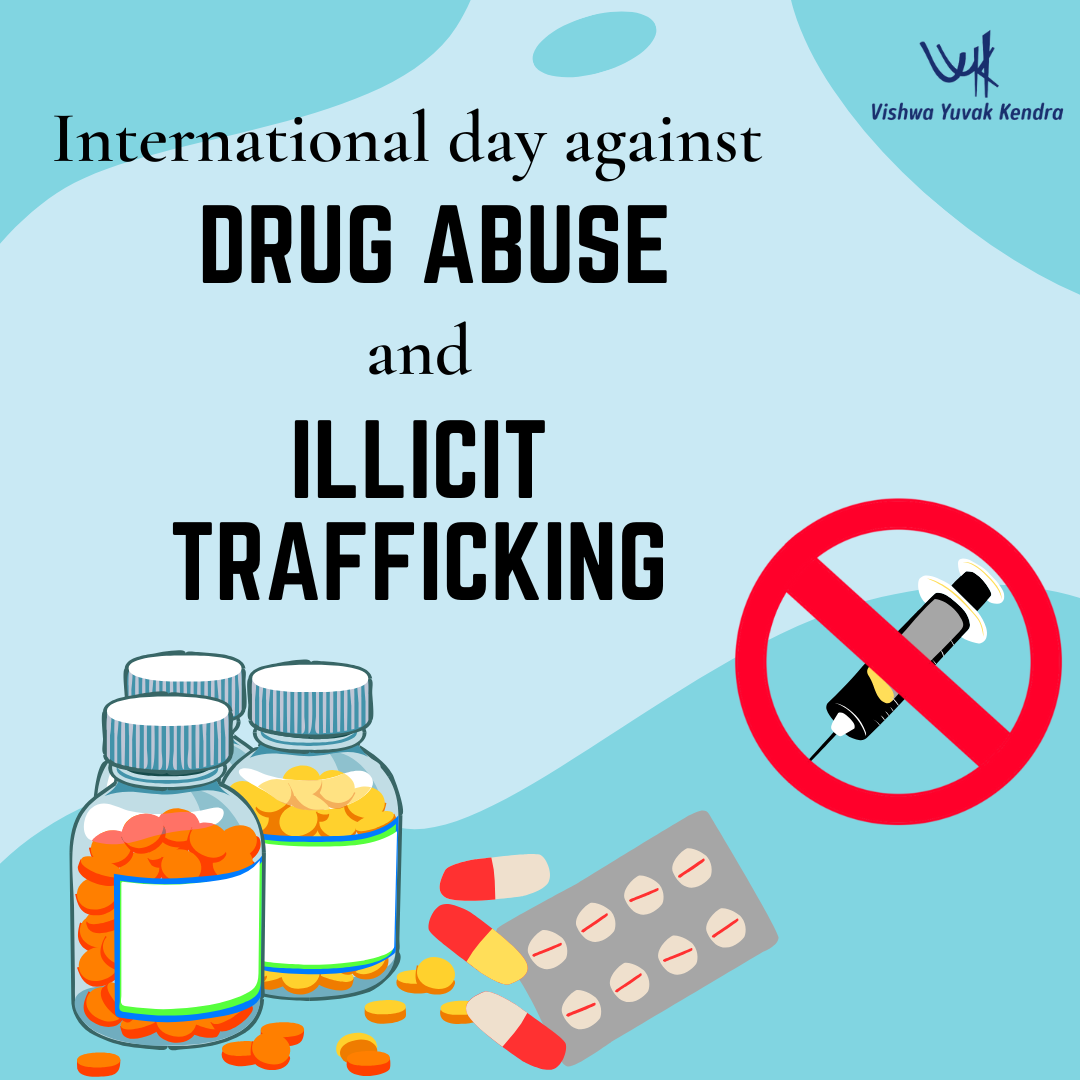 Vishwa Yuvak Kendra
International day against
DRUG ABUSE
and
ILLICIT
TRAFFICKING